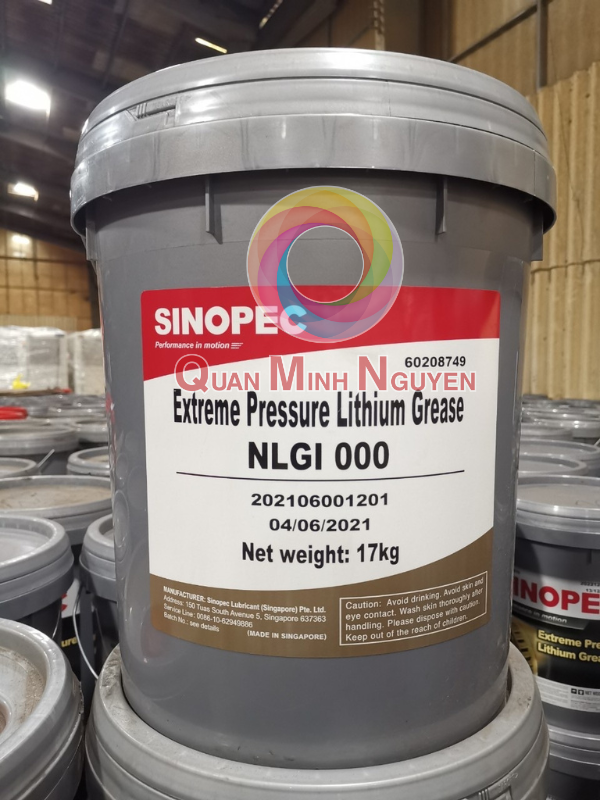 SINOPEC
Performance in motion
60208749
QUAN MINH NGUYEN
Extreme Pressure Lithium Grease
NLGI 000
202106001201
04/06/2021
Net weight: 17kg
MANUFACTURER: Sinopec Lubricant (Singapore) Pte. Ltd.
Address: 150 Tuas South Avenue 5, Singapore 637363
Service Line: 0086-10-62949886
Batch No.: see details
(MADE IN SINGAPORE)
Caution: Avoid drinking. Avoid skin and
eye contact. Wash skin thoroughly after
handling. Please dispose with caution.
Keep out of the reach of children.
SINOPEC
in motion
Extreme Pre
Lithium Grea